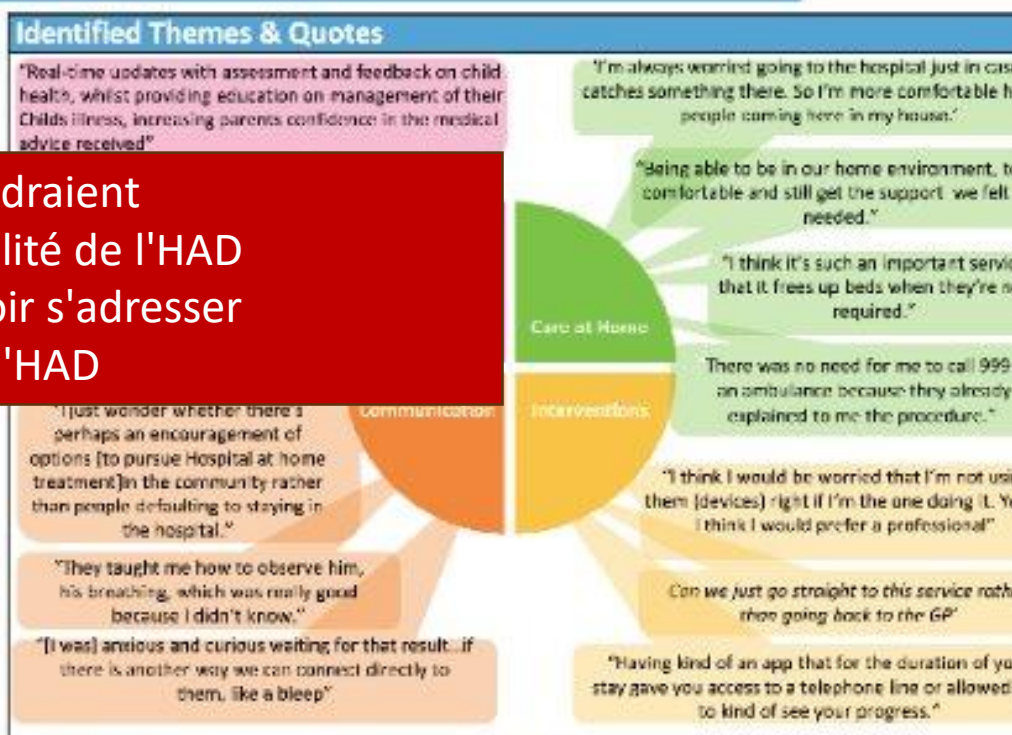 Identified Themes & Quotes
"Real-time updates with assessment and feedback on child
health, whilst providing education on management of their
Childs illness, increasing parents confidence in the medical
advice received"
draient
lité de l'HAD
oir s'adresser
'HAD
"I just wonder whether there's
perhaps an encouragement of
options [to pursue Hospital at home
treatment]in the community rather
than people defaulting to staying in
the hospital."
"They taught me how to observe him,
his breathing, which was really good
because I didn't know."
"[I was] anxious and curious waiting for that result...if
there is another way we can connect directly to
them, like a bleep"
Communication
Care at Home
Interventions
"I'm always worried going to the hospital just in cas
catches something there. So I'm more comfortable h
people coming here in my house."
"Being able to be in our home environment, t
comfortable and still get the support we felt
needed."
"I think it's such an important servic
that it frees up beds when they're n
required."
There was no need for me to call 999
an ambulance because they already
explained to me the procedure."
"I think I would be worried that I'm not usi
them (devices) right if I'm the one doing it. Y
I think I would prefer a professional"
Can we just go straight to this service rath
than going back to the GP'
"Having kind of an app that for the duration of yo
stay gave you access to a telephone line or allowed
to kind of see your progress."